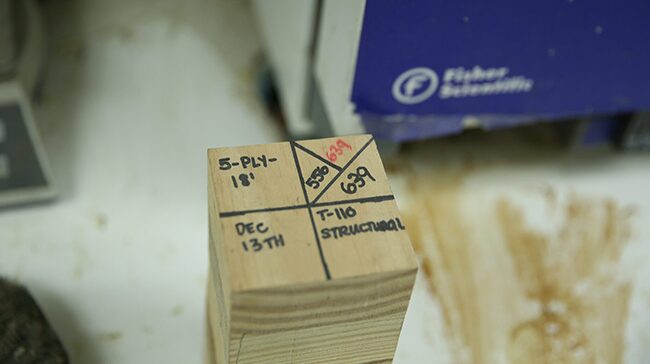 Fisher
Scientific
5-PLY-
18'
556
639
639
DEC
13TH
T-110
STRUCTURAL